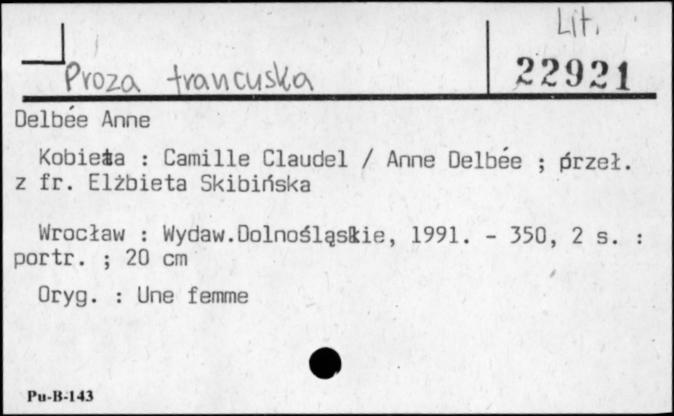 Lit.
Proza francuska
22921
Delbée Anne
Kobieta : Camille Claudel / Anne Delbée ; przeł.
z fr. Elżbieta Skibińska
Wrocław : Wydaw.Dolnośląskie, 1991. - 350, 2 s. :
portr. ; 20 cm
Oryg. : Une femme
Pu-B-143